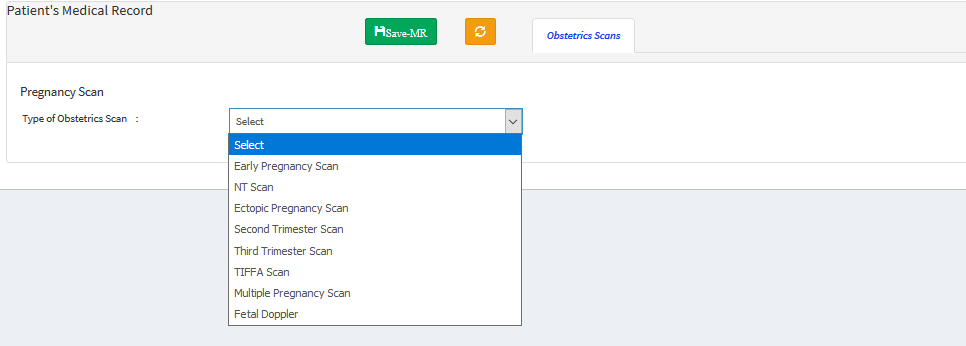 Patient's Medical Record
Save-MR
Obstetrics Scans
Pregnancy Scan
Type of Obstetrics Scan :
Select
Select
Early Pregnancy Scan
NT Scan
Ectopic Pregnancy Scan
Second Trimester Scan
Third Trimester Scan
TIFFA Scan
Multiple Pregnancy Scan
Fetal Doppler